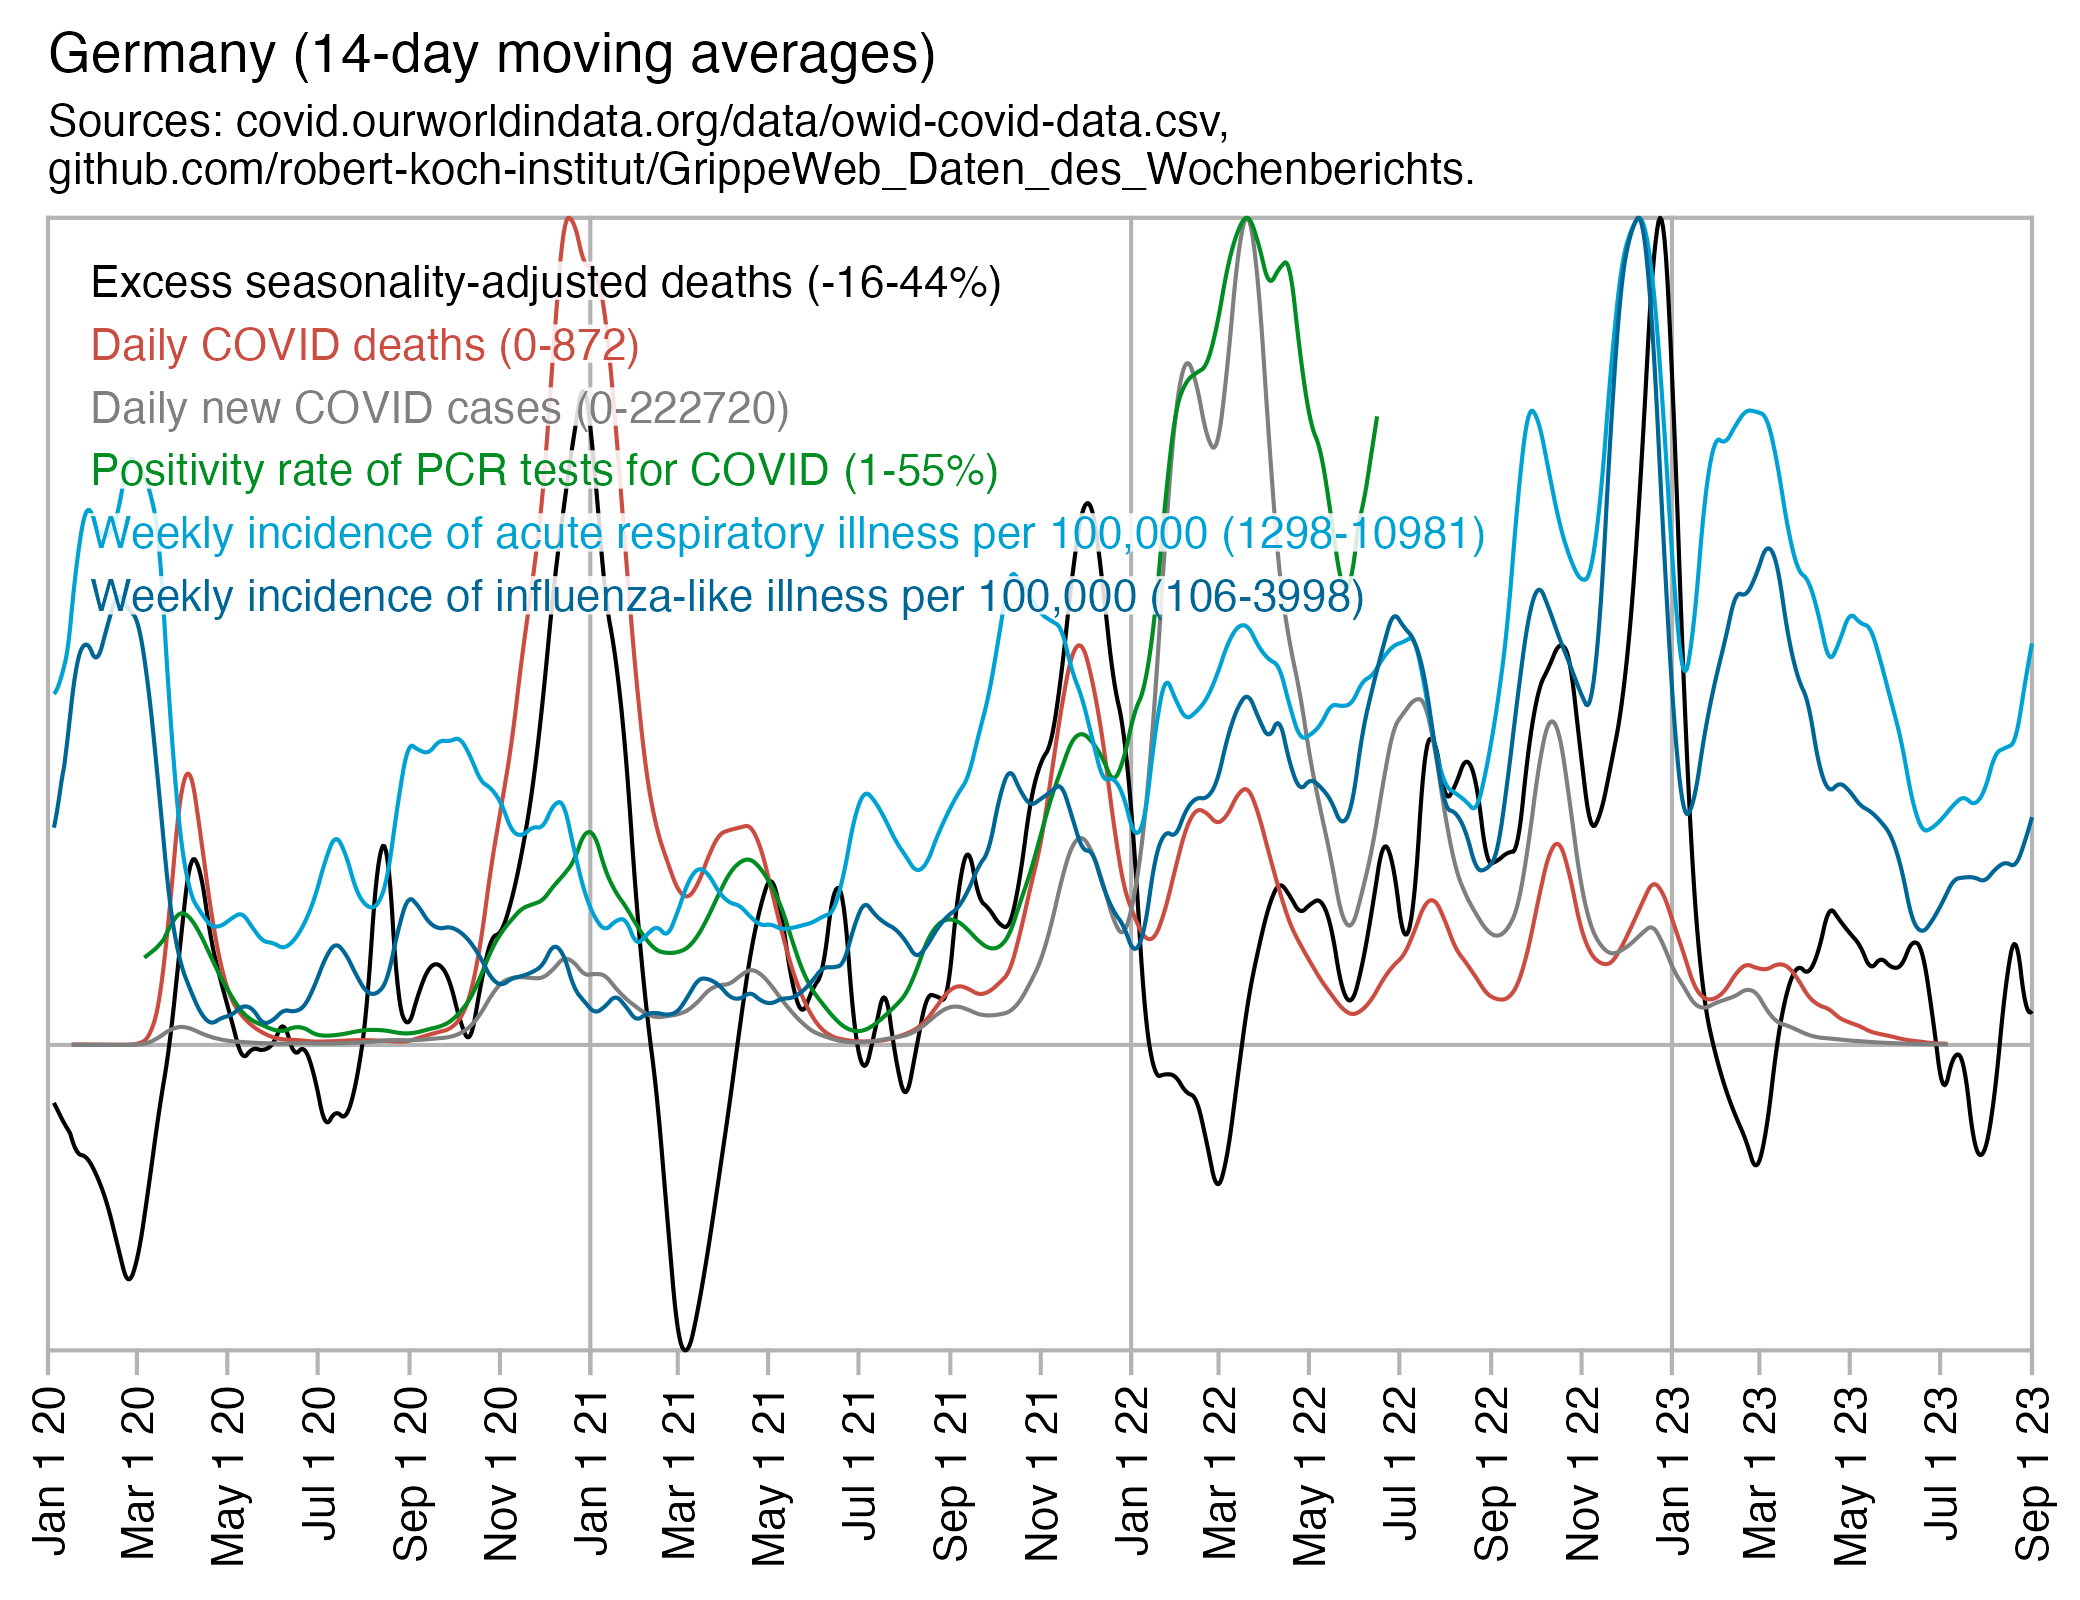 Germany (14-day moving averages)
Sources: covid.ourworldindata.org/data/owid-covid-data.csv,
github.com/robert-koch-institut/GrippeWeb_Daten_des_Wochenberichts.
Excess seasonality-adjusted deaths (-16-44%)
Daily COVID deaths (0-872)
Daily new COVID cases (0-222720)
Positivity rate of PCR tests for COVID (1-55%)
Weekly incidence of acute respiratory illness per 100,000 (1298-10981)
Weekly incidence of influenza-like illness per 100,000 (106-3998)
Jan 1 20
Mar 1 20
May 1 20
Jul 1 20
Sep 1 20
Nov 1 20
Jan 1 21
Mar 1 21
May 1 21
Jul 1 21
Sep 1 21
Nov 1 21
Jan 1 22
Mar 1 22
May 1 22
Jul 1 22
Sep 1 22
Nov 1 22
Jan 1 23
Mar 1 23
May 1 23
Jul 1 23
Sep 1 23